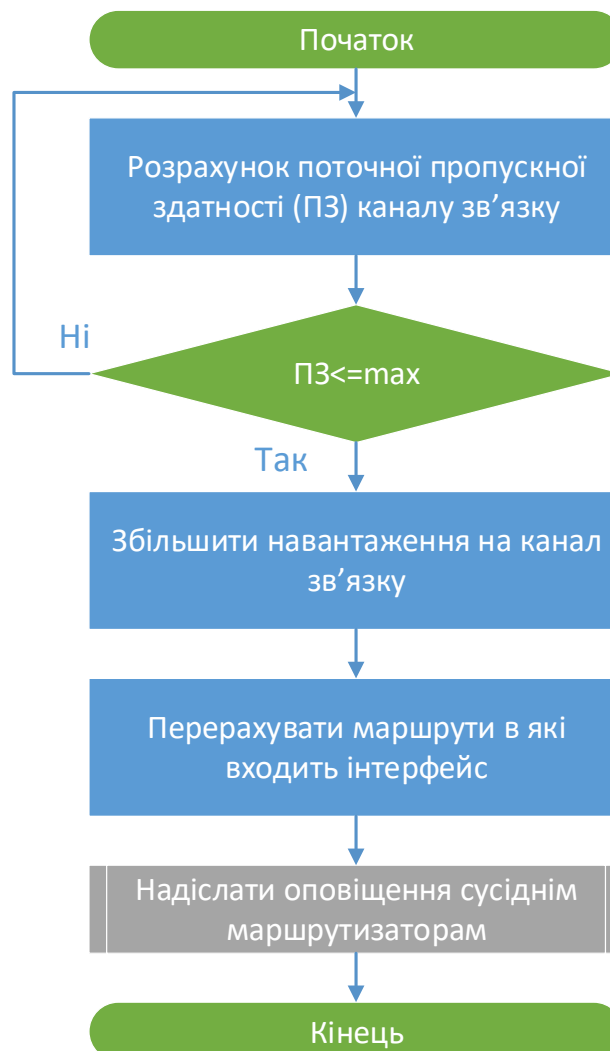 Початок
Розрахунок поточної пропускної
здатності (ПЗ) каналу зв’язку
Ні
ПЗ<=max
Так
Збільшити навантаження на канал
зв’язку
Перерахувати маршрути в які
входить інтерфейс
Надіслати оповіщення сусіднім
маршрутизаторам
Кінець